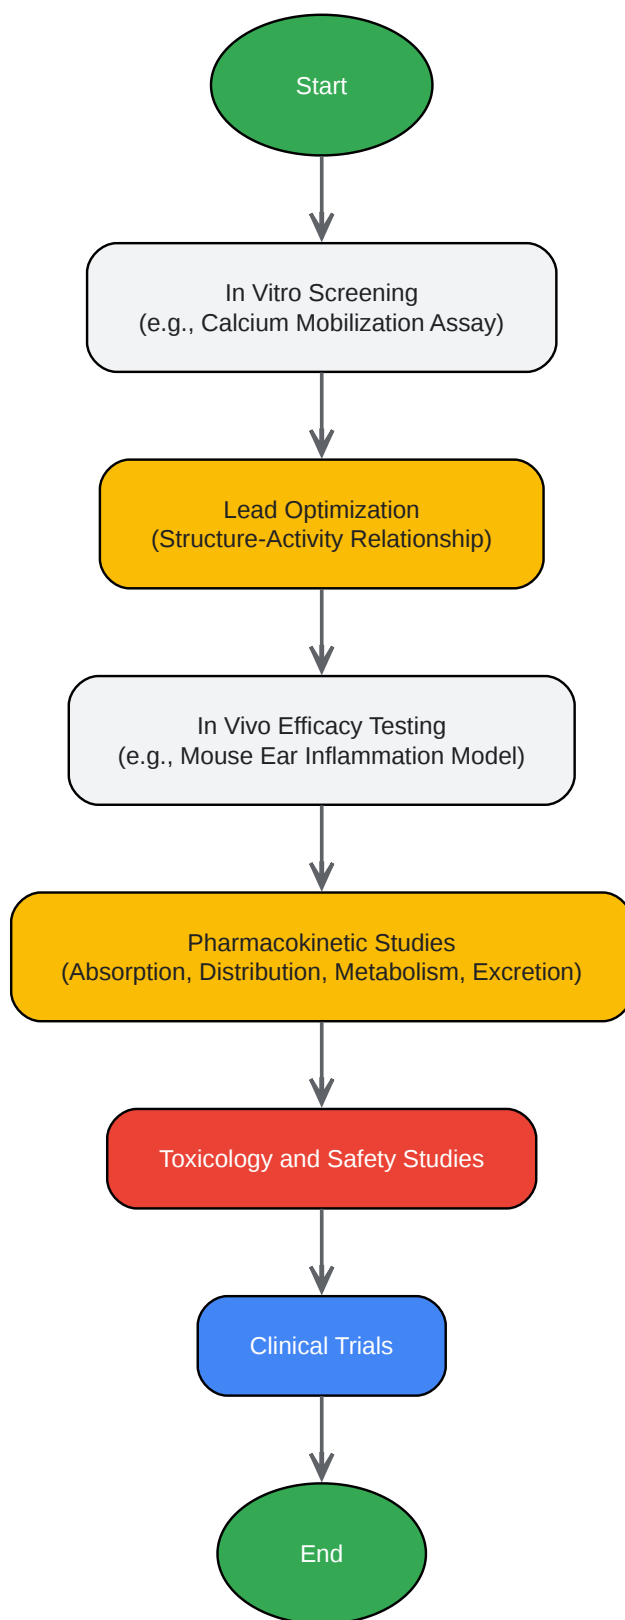 Start
In Vitro Screening
(e.g., Calcium Mobilization Assay)
Lead Optimization
(Structure-Activity Relationship)
In Vivo Efficacy Testing
(e.g., Mouse Ear Inflammation Model)
Pharmacokinetic Studies
(Absorption, Distribution, Metabolism, Excretion)
Toxicology and Safety Studies
Clinical Trials
End